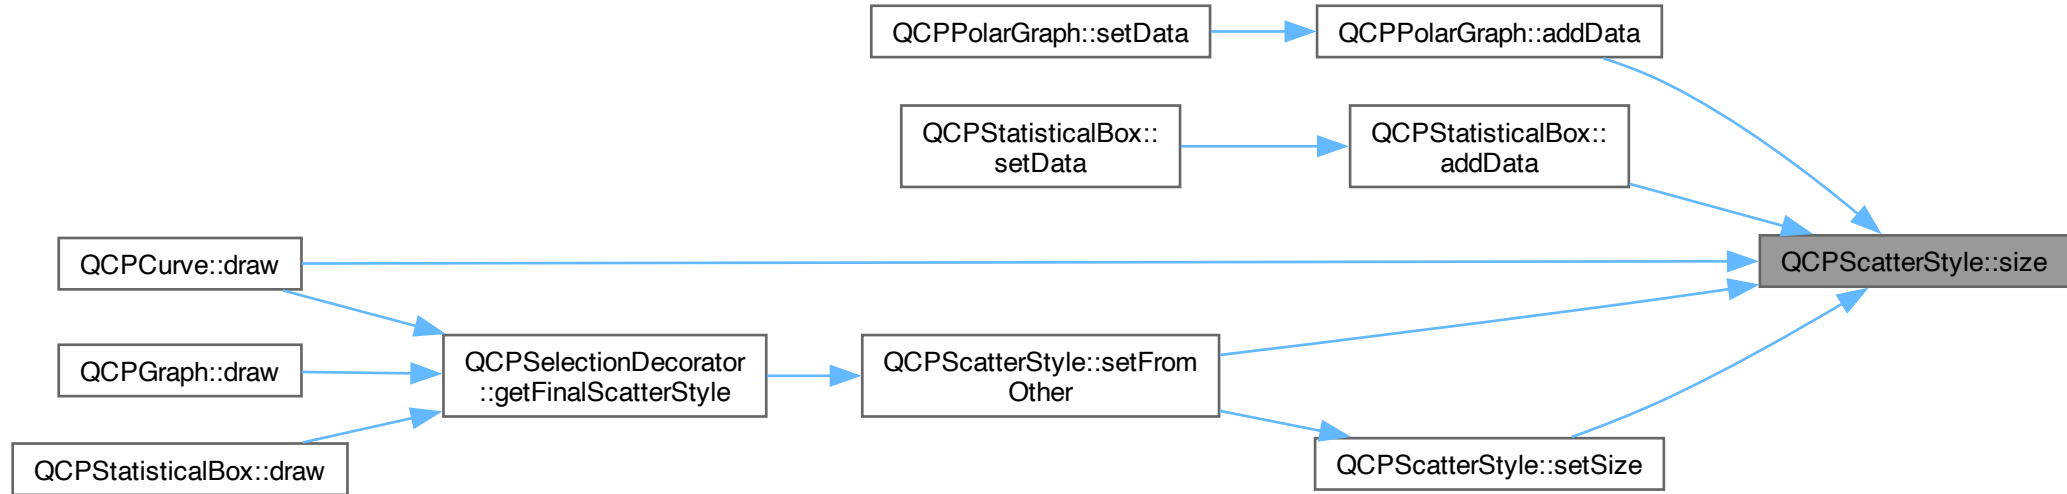 QCPPolarGraph::setData
QCPPolarGraph::addData
QCPStatisticalBox::
setData
QCPStatisticalBox::
addData
QCPCurve::draw
QCPScatterStyle::size
QCPGraph::draw
QCPSelectionDecorator
::getFinalScatterStyle
QCPScatterStyle::setFrom
Other
QCPStatisticalBox::draw
QCPScatterStyle::setSize